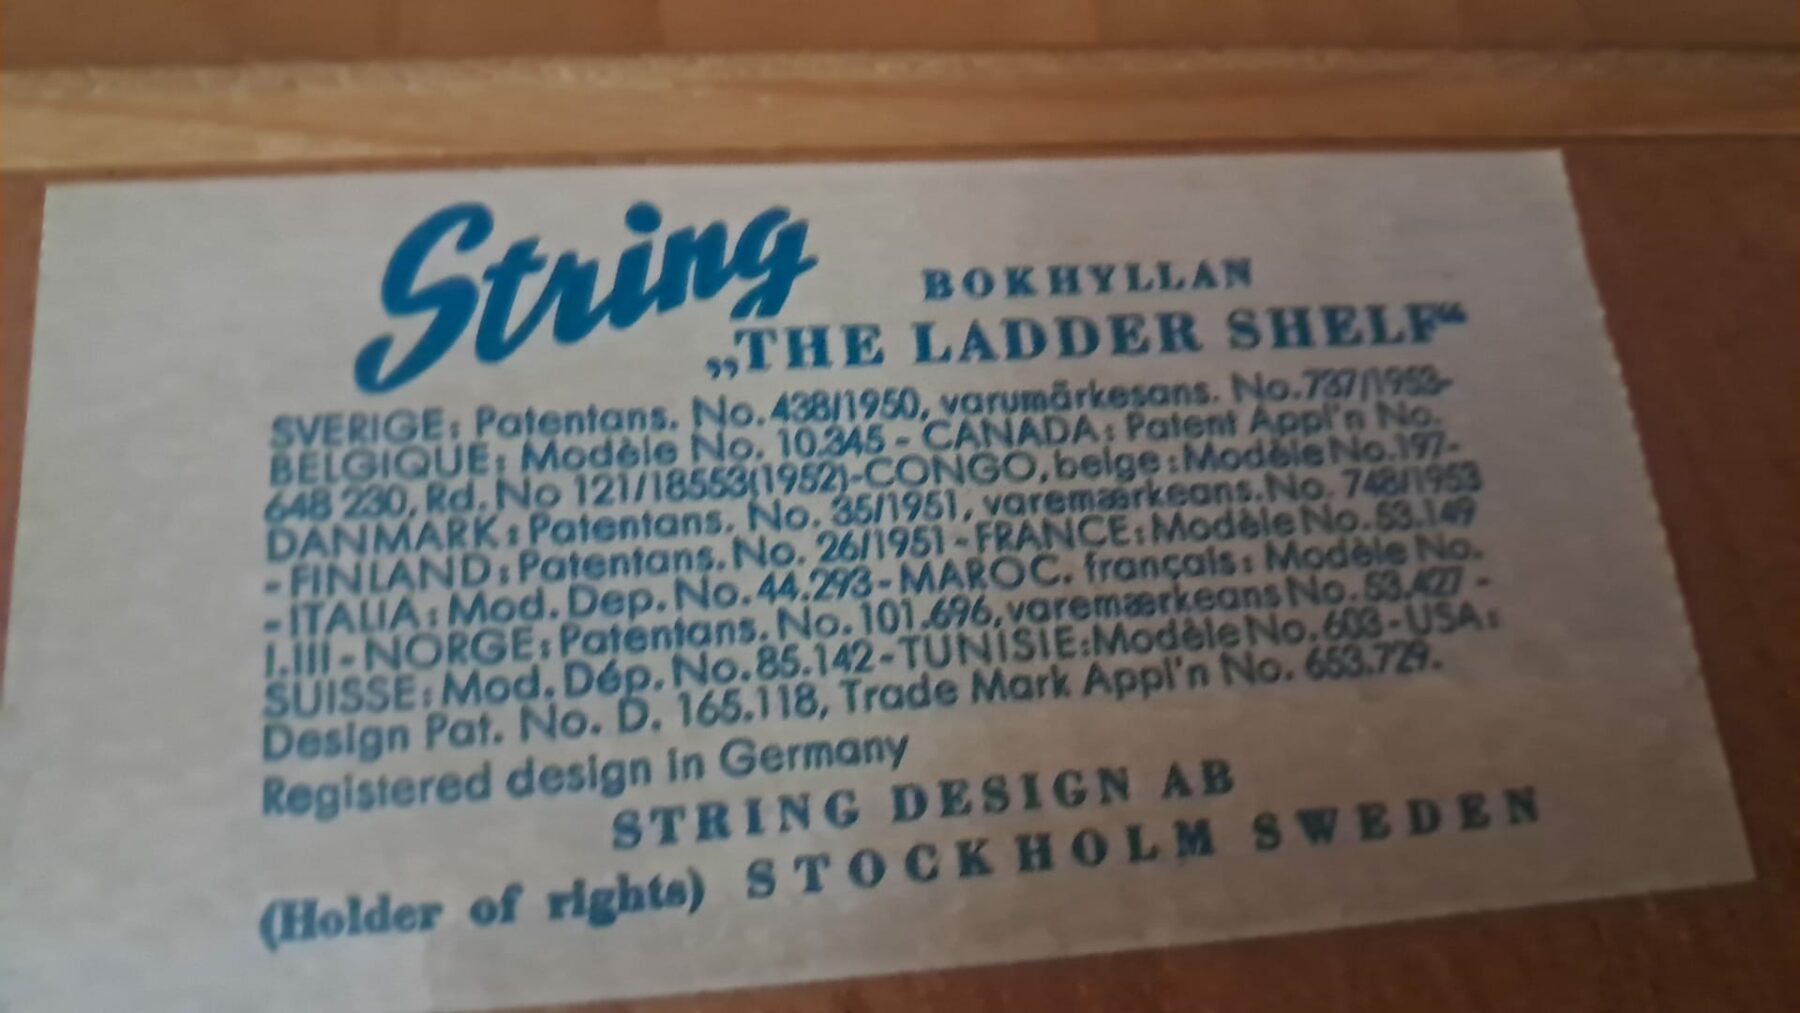 String
BOKHYLLAN
„THE LADDER SHELF“
SVERIGE: Patentans. No. 438/1950, varumärkesans. No. 737/1953-
BELGIQUE: Modèle No. 10.345 - CANADA: Patent Appl'n No.
648 230, Rd. No 121/18553(1952)-CONGO, belge: Modèle No. 197-
DANMARK: Patentans. No. 35/1951, varemærkeans. No. 748/1953
- FINLAND: Patentans. No. 26/1951 - FRANCE: Modèle No. 53.149
- ITALIA: Mod. Dep. No. 44.293 - MAROC. français: Modèle No.
I.III - NORGE: Patentans. No. 101.696, varemærkeans No. 53.427 -
SUISSE: Mod. Dép. No. 85.142 - TUNISIE: Modèle No. 603 - USA:
Design Pat. No. D. 165.118, Trade Mark Appl'n No. 653.729.
Registered design in Germany
STRING DESIGN AB
(Holder of rights) STOCKHOLM SWEDEN